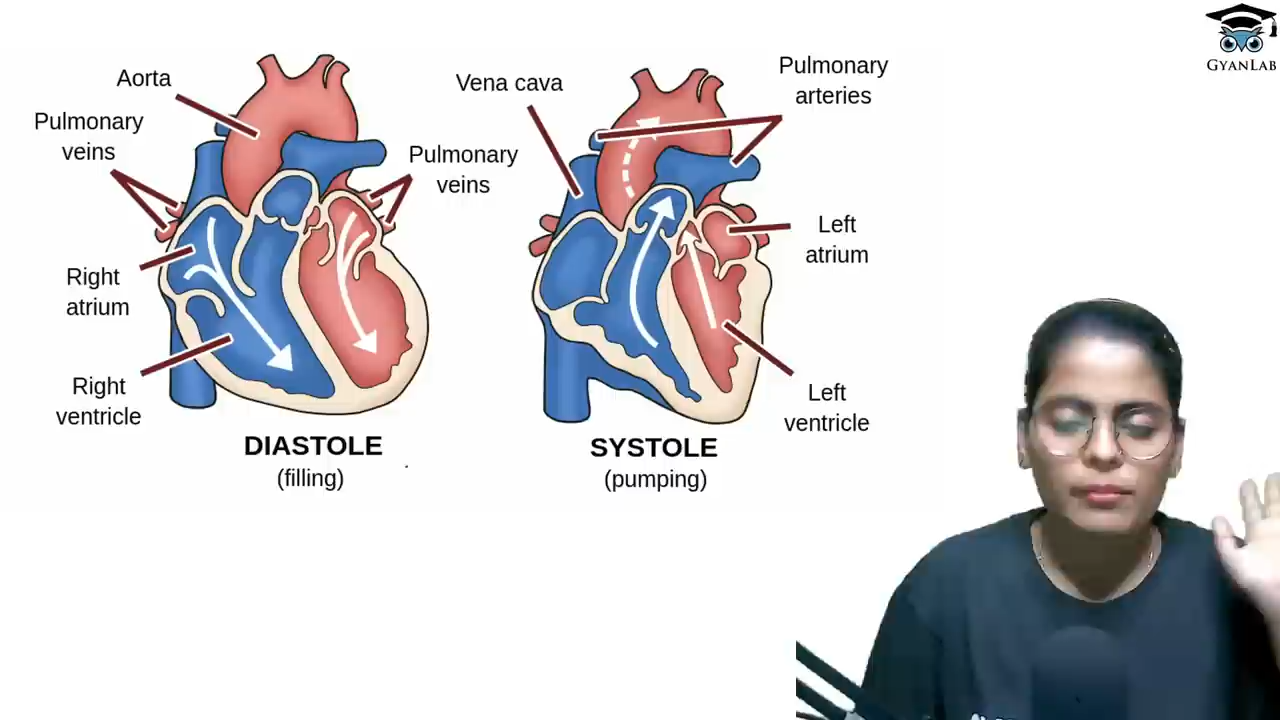 GYANLAB
Aorta
Pulmonary
veins
Pulmonary
veins
Right
atrium
Right
ventricle
DIASTOLE
(filling)
Vena cava
Pulmonary
arteries
Left
atrium
Left
ventricle
SYSTOLE
(pumping)